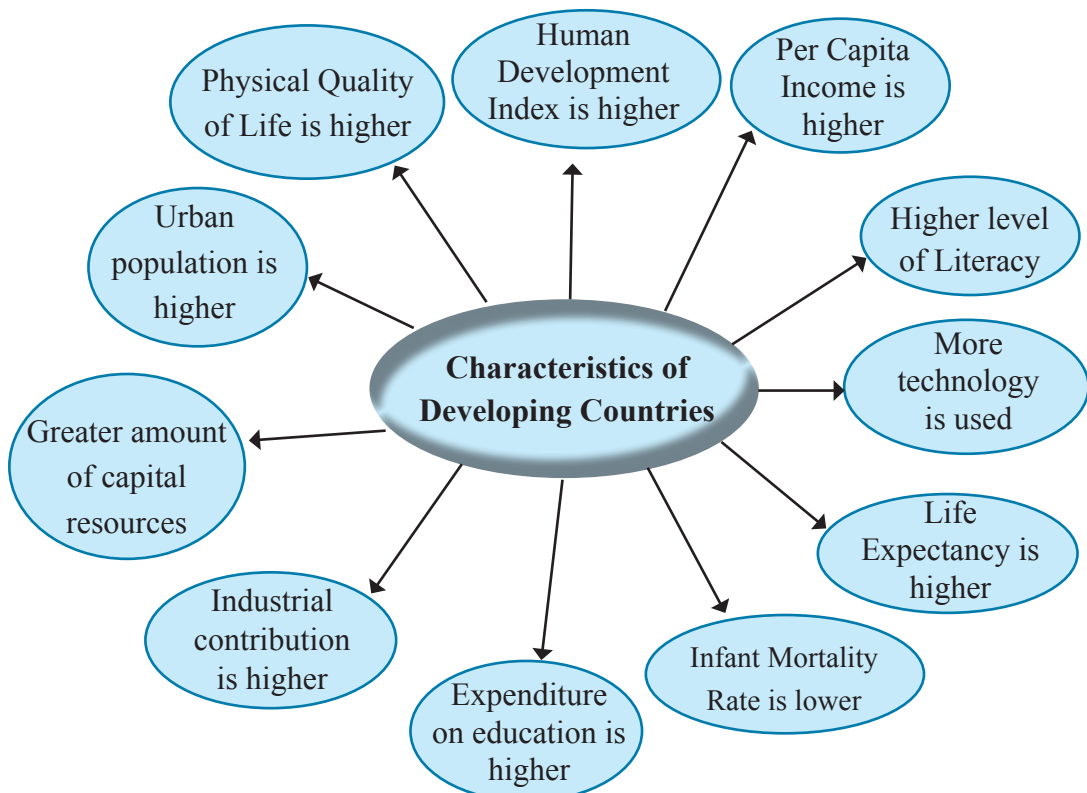 Characteristics of
Developing Countries
Physical Quality
of Life is higher
Human
Development
Index is higher
Per Capita
Income is
higher
Higher level
of Literacy
More
technology
is used
Life
Expectancy is
higher
Infant Mortality
Rate is lower
Expenditure
on education is
higher
Industrial
contribution
is higher
Greater amount
of capital
resources
Urban
population is
higher